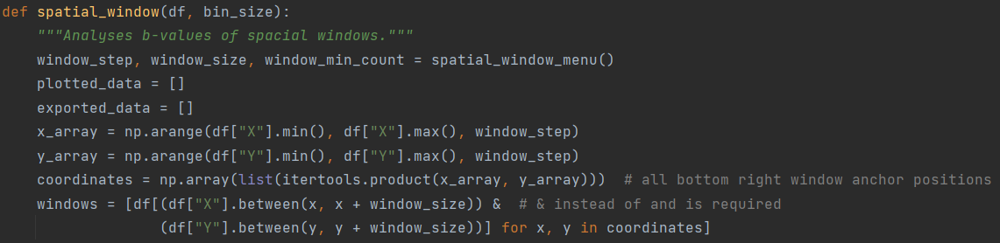 def spatial_window(df, bin_size):
    """Analyses b-values of spacial windows."""
    window_step, window_size, window_min_count = spatial_window_menu()
    plotted_data = []
    exported_data = []
    x_array = np.arange(df["X"].min(), df["X"].max(), window_step)
    y_array = np.arange(df["Y"].min(), df["Y"].max(), window_step)
    coordinates = np.array(list(itertools.product(x_array, y_array)))  # all bottom right window anchor positions
    windows = [df[(df["X"].between(x, x + window_size)) &  # & instead of and is required
                  (df["Y"].between(y, y + window_size))] for x, y in coordinates]